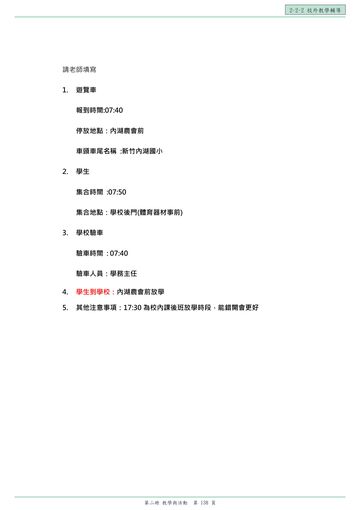 2-2-2 校外教學輔導
請老師填寫
1. 遊覽車
報到時間:07:40
停放地點：內湖農會前
車頭車尾名稱 :新竹內湖國小
2. 學生
集合時間 :07:50
集合地點：學校後門(體育器材事前)
3. 學校驗車
驗車時間 : 07:40
驗車人員：學務主任
4. 學生到學校：內湖農會前放學
5. 其他注意事項：17:30 為校內課後班放學時段，能錯開會更好
第二冊 教學與活動 第 138 頁